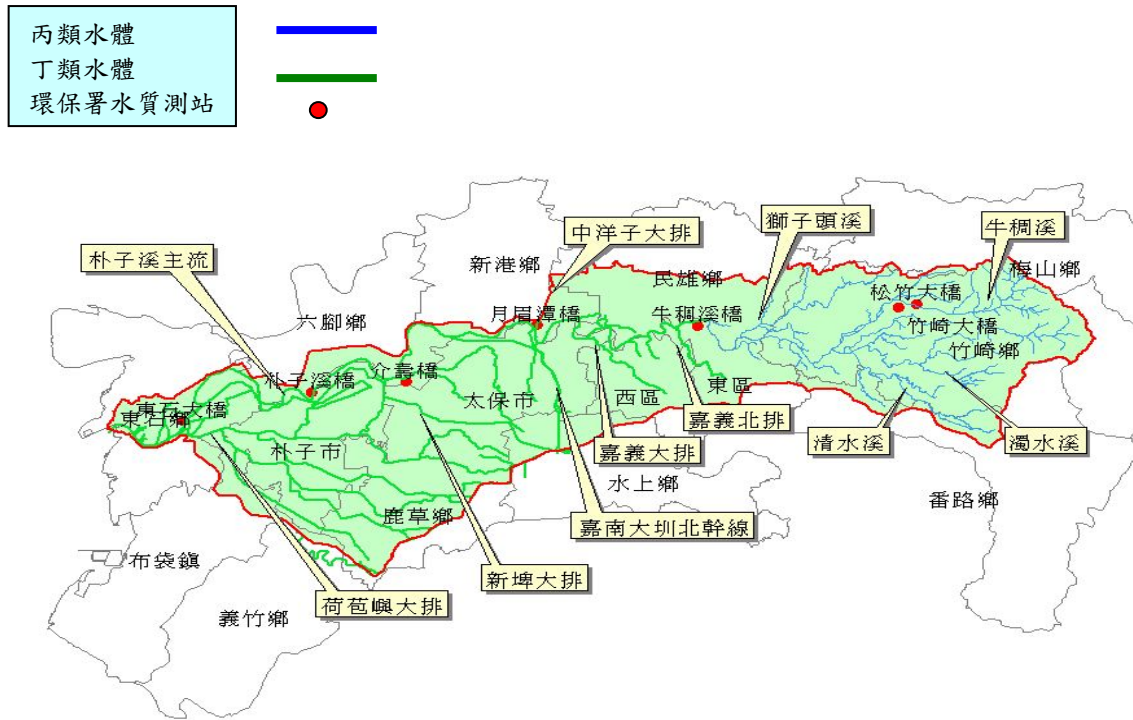 丙類水體
丁類水體
環保署水質測站
中洋子大排
獅子頭溪
牛稠溪
朴子溪主流
新港鄉
民雄鄉
梅山鄉
松竹大橋
六腳鄉
月眉潭橋
牛稠溪橋
竹崎大橋
竹崎鄉
朴子溪橋
介壽橋
太保市
西區
東區
東石大橋
東石鄉
嘉義北排
朴子市
嘉義大排
清水溪
濁水溪
水上鄉
番路鄉
鹿草鄉
嘉南大圳北幹線
布袋鎮
新埤大排
荷苞嶼大排
義竹鄉